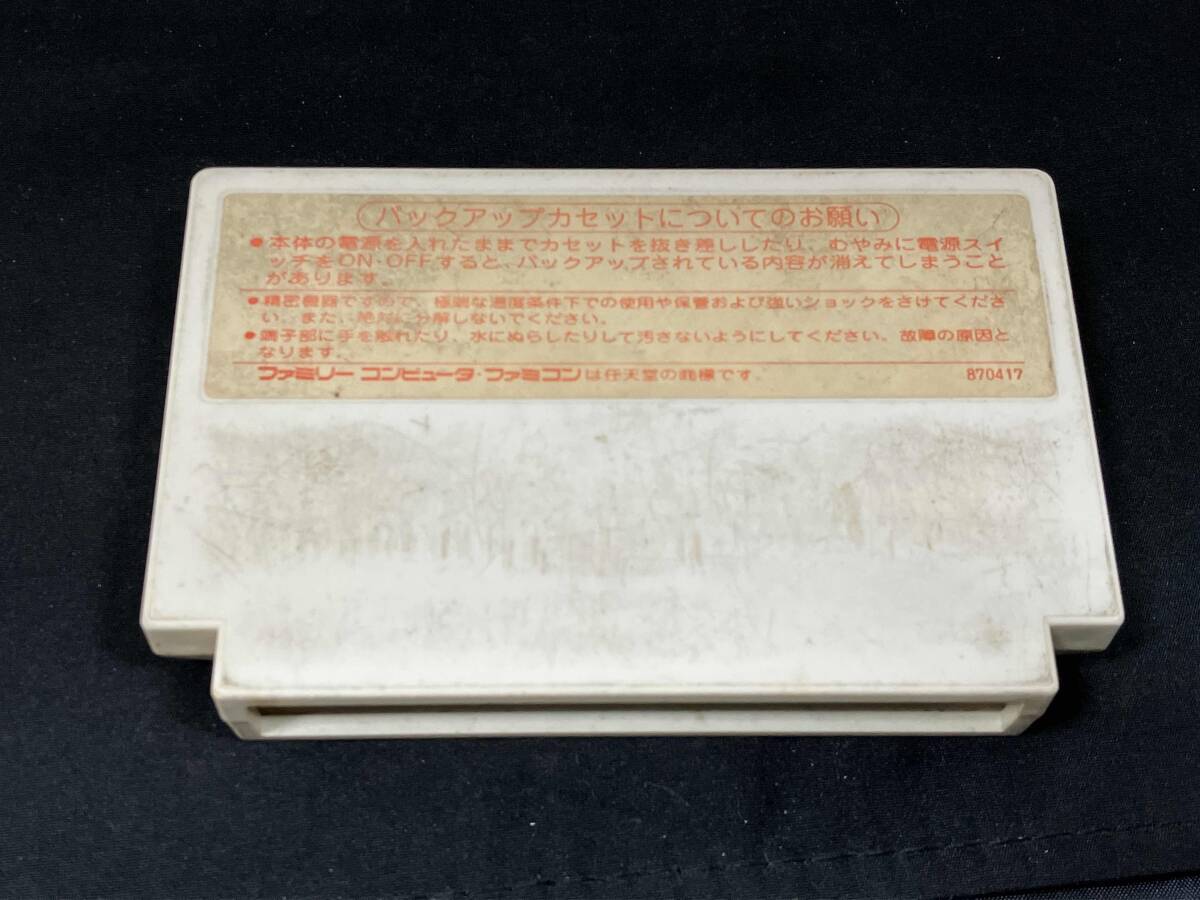 バックアップカセットについてのお願い
●本体の電源を入れたままでカセットを抜き差ししたり、むやみに電源スイ
ッチをON・OFFすると、バックアップされている内容が消えてしまうこと
があります。
●精密機器ですので、極端な温度条件下での使用や保管および強いショックをさけてくださ
い。また、絶対に分解しないでください。
●端子部に手を触れたり、水にぬらしたりして汚さないようにしてください。故障の原因と
なります。
ファミリーコンピュータ・ファミコンは任天堂の商標です。 870417